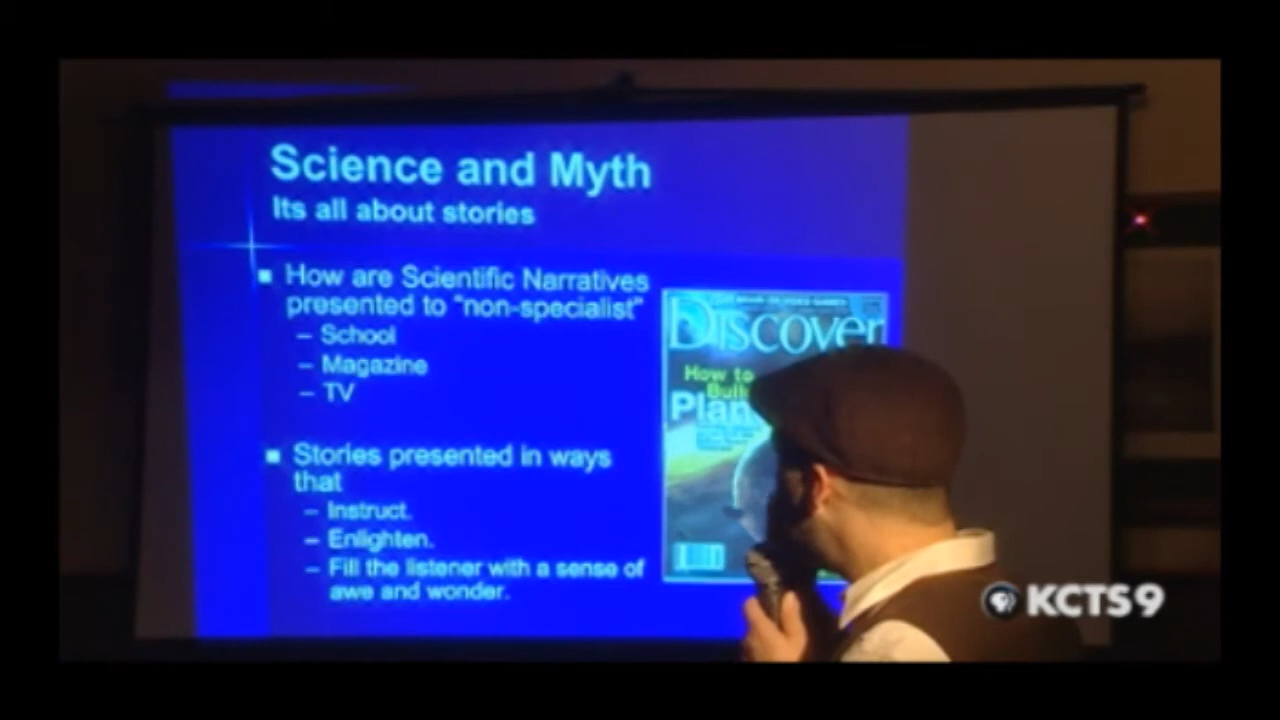 Science and Myth
Its all about stories
How are Scientific Narratives
presented to "non-specialist"
– School
– Magazine
– TV
Stories presented in ways
that
– Instruct.
– Enlighten.
– Fill the listener with a sense of
awe and wonder.
Discover
How to
KCTS9